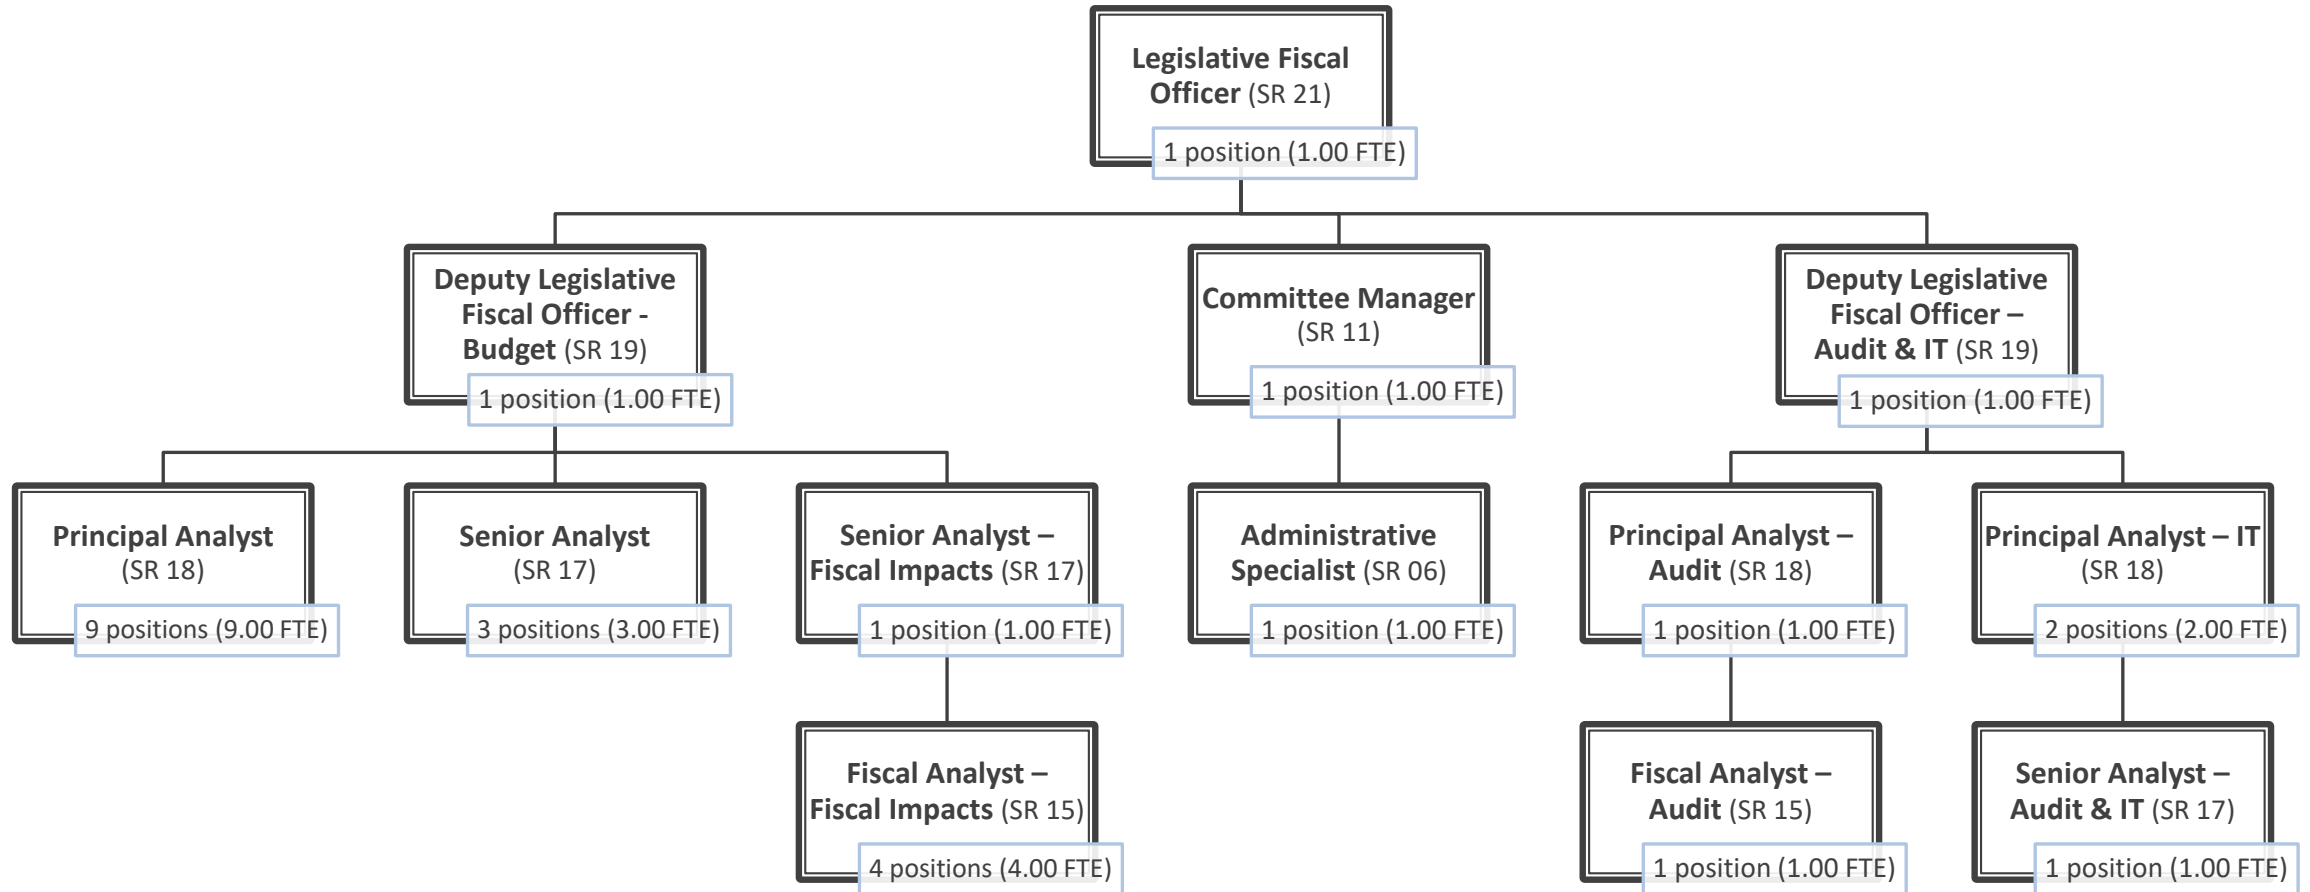 Legislative Fiscal
Officer (SR 21)
1 position (1.00 FTE)
Deputy Legislative
Fiscal Officer -
Budget (SR 19)
1 position (1.00 FTE)
Committee Manager
(SR 11)
1 position (1.00 FTE)
Deputy Legislative
Fiscal Officer –
Audit & IT (SR 19)
1 position (1.00 FTE)
Principal Analyst
(SR 18)
9 positions (9.00 FTE)
Senior Analyst
(SR 17)
3 positions (3.00 FTE)
Senior Analyst –
Fiscal Impacts (SR 17)
1 position (1.00 FTE)
Administrative
Specialist (SR 06)
1 position (1.00 FTE)
Principal Analyst –
Audit (SR 18)
1 position (1.00 FTE)
Principal Analyst – IT
(SR 18)
2 positions (2.00 FTE)
Fiscal Analyst –
Fiscal Impacts (SR 15)
4 positions (4.00 FTE)
Fiscal Analyst –
Audit (SR 15)
1 position (1.00 FTE)
Senior Analyst –
Audit & IT (SR 17)
1 position (1.00 FTE)